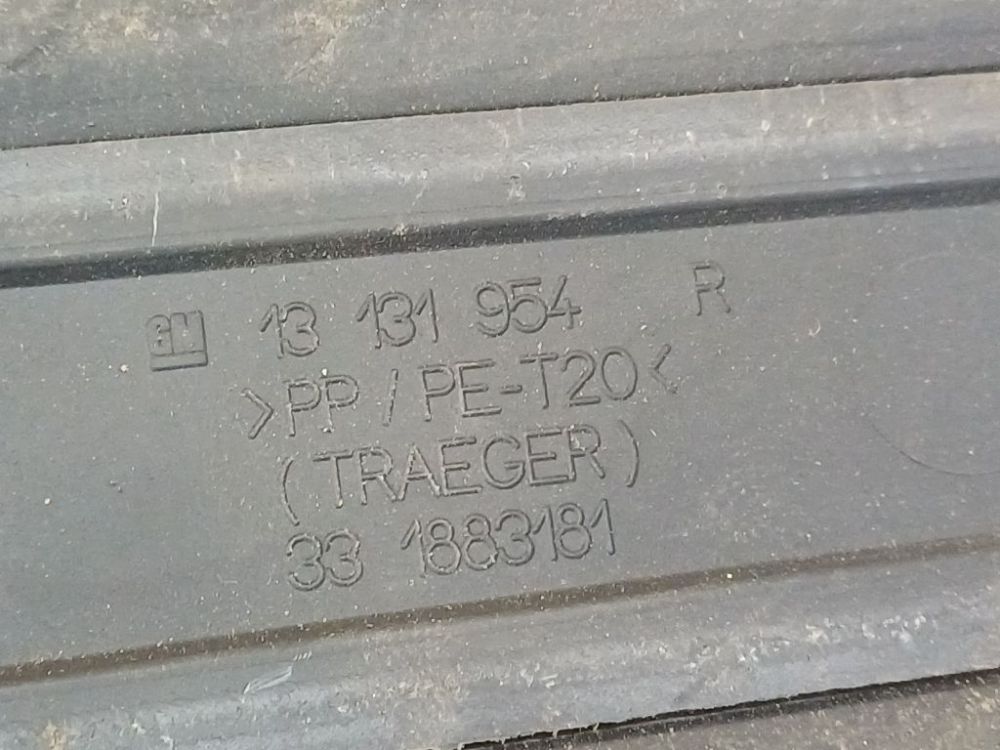 GM 13 131 954 R
>PP / PE-T20<
(TRAEGER)
33 1883181